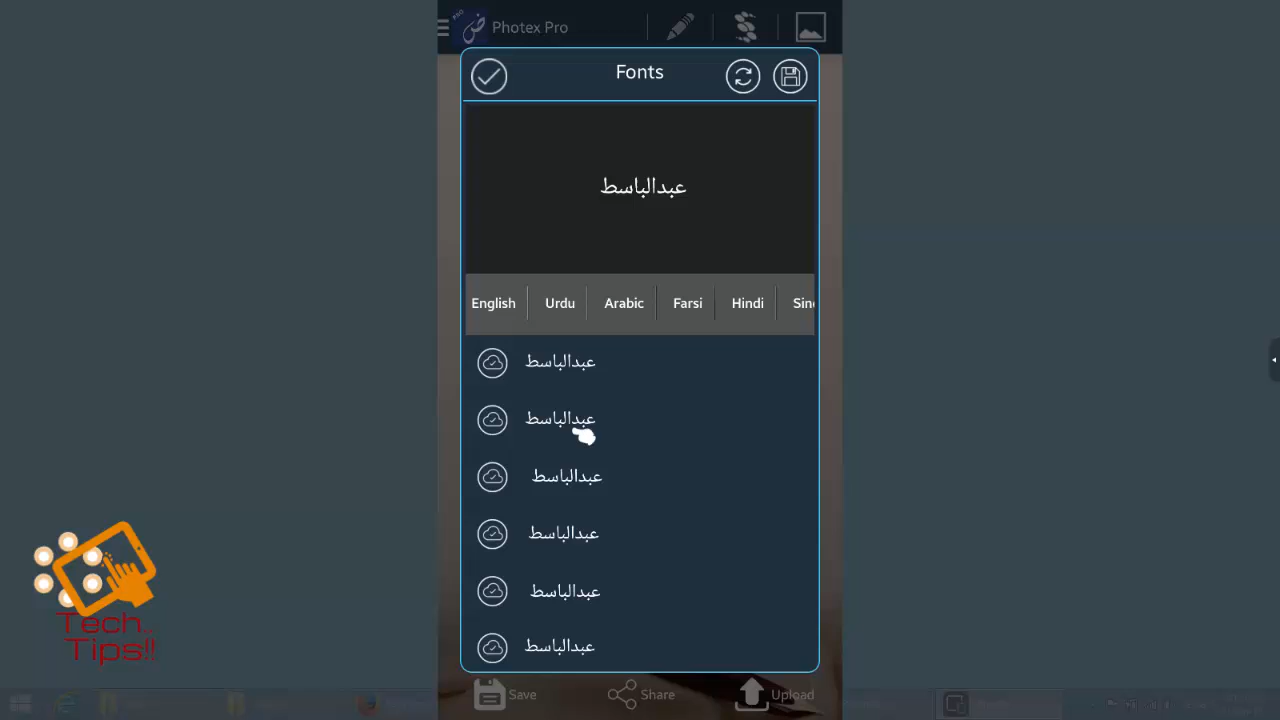 PRO
Photex Pro
Fonts
عبدالباسط
English
Urdu
Arabic
Farsi
Hindi
عبدالباسط
عبدالباسط
عبدالباسط
عبدالباسط
عبدالباسط
عبدالباسط
Tech..
Tips!!
Save
Share
Upload